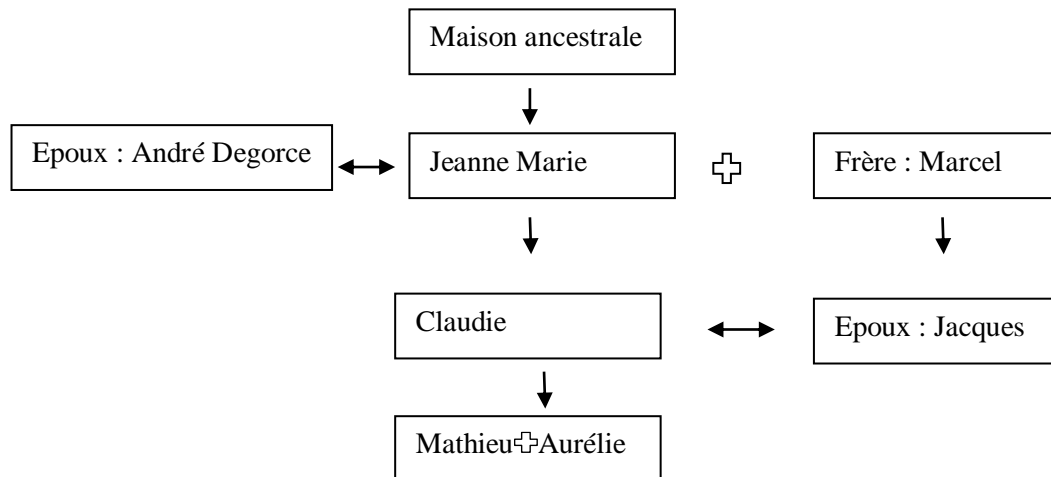 Maison ancestrale
Epoux : André Degorce
Jeanne Marie
Frère : Marcel
Claudie
Epoux : Jacques
Mathieu Aurélie